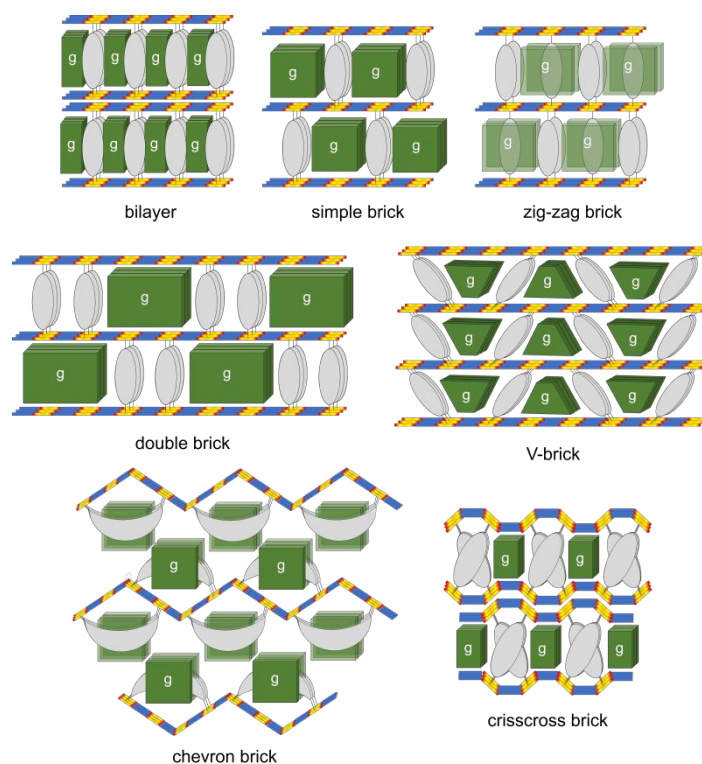 g g g g
g g g g
bilayer
g g
g g
simple brick
g g
g g
zig-zag brick
g g
g g
double brick
g g g
g g g
g g g
V-brick
g g
g g
chevron brick
g g
g g
crisscross brick